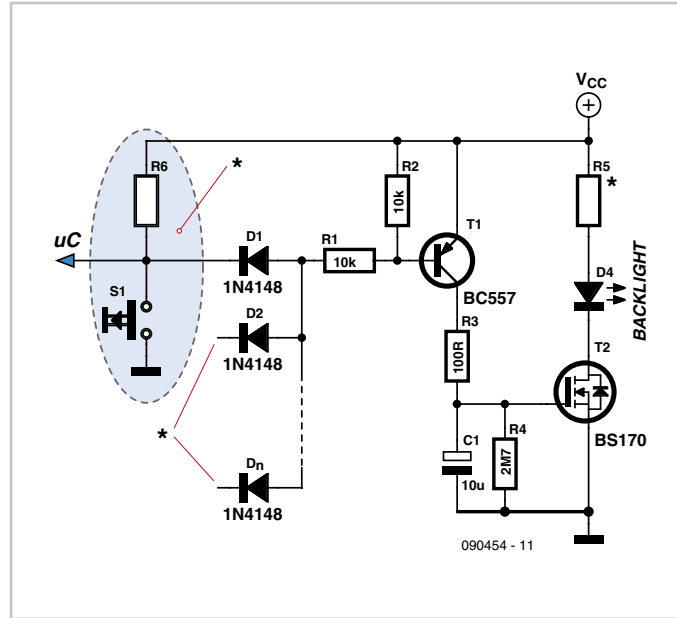 VCC
R6
*
R2
10k
R5
*
uC
D1
1N4148
R1
10k
T1
BC557
D4
BACKLIGHT
S1
D2
1N4148
R3
100R
T2
BS170
*
Dn
1N4148
C1
10u
R4
2M7
090454 - 11